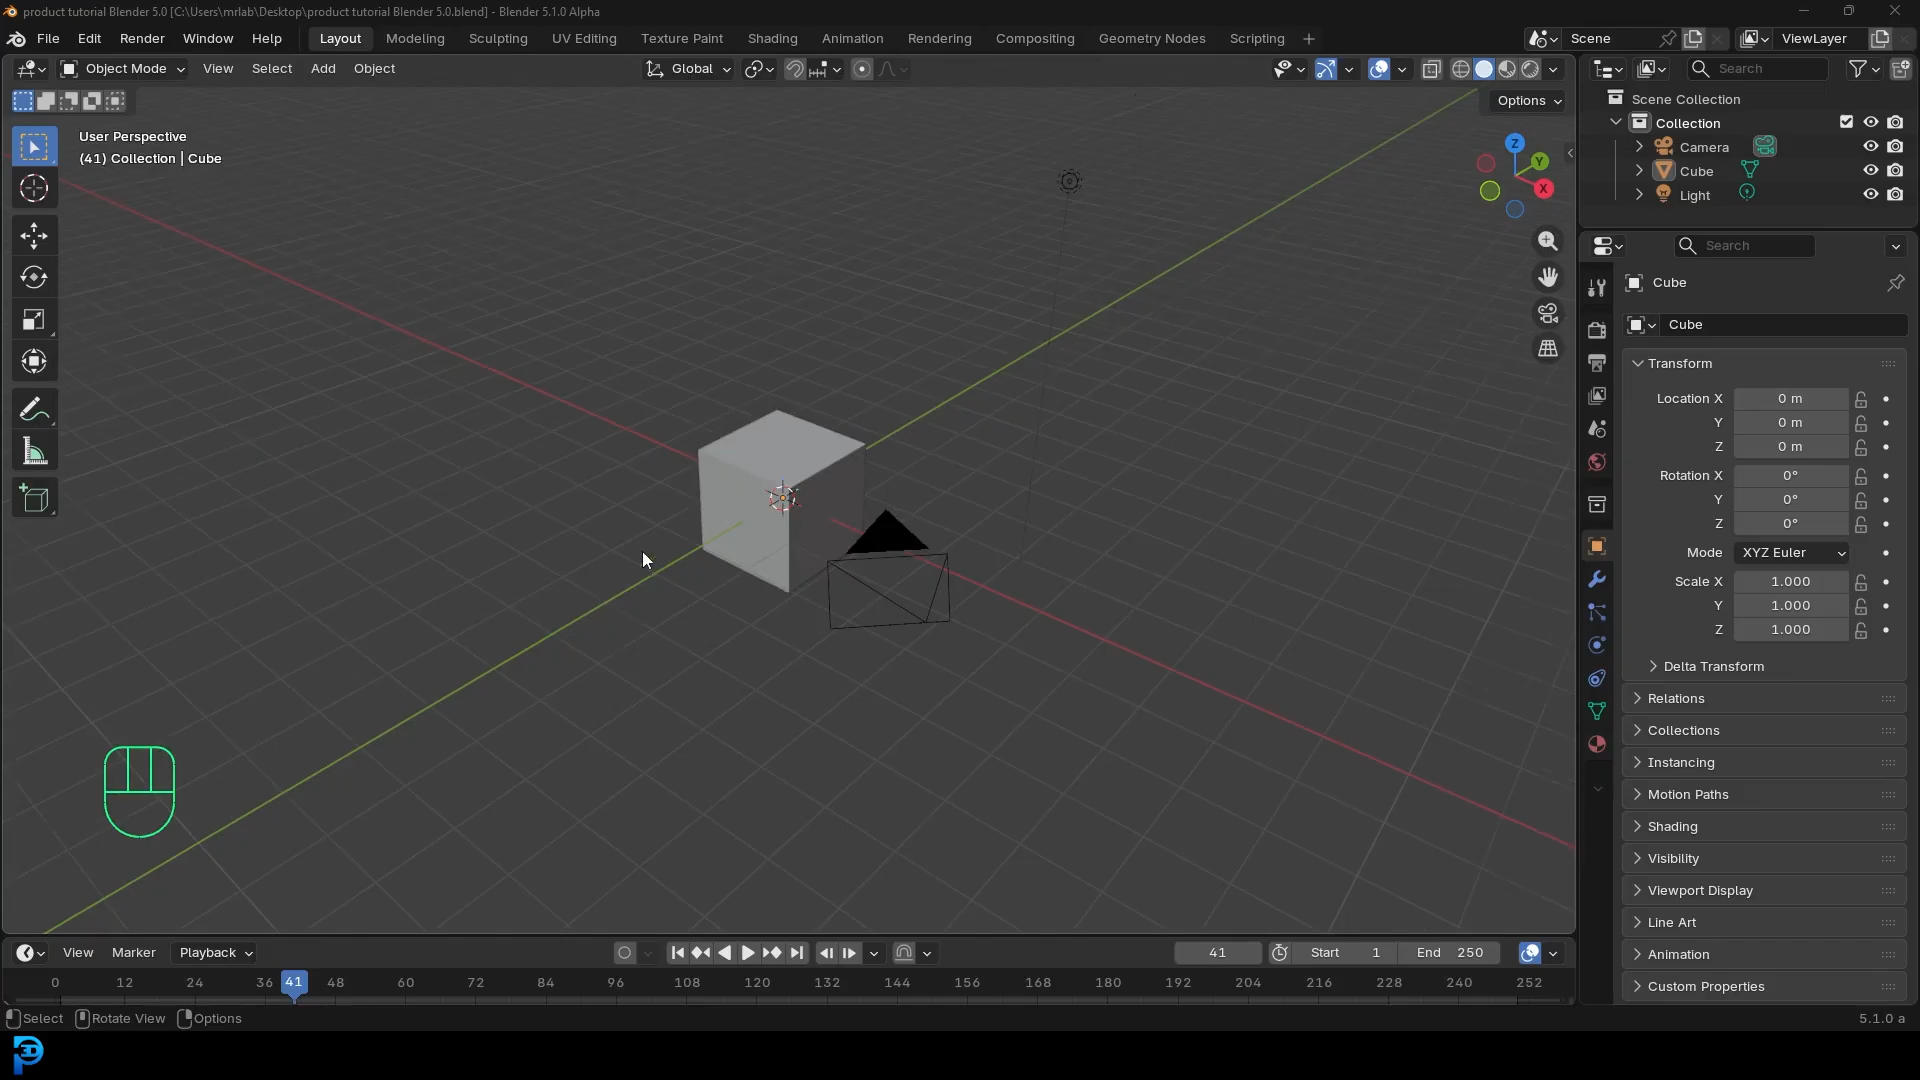 product tutorial Blender 5.0 [C:\Users\mrlab\Desktop\product tutorial Blender 5.0.blend] - Blender 5.1.0 Alpha
File Edit Render Window Help Layout Modeling Sculpting UV Editing Texture Paint Shading Animation Rendering Compositing Geometry Nodes Scripting + Scene ViewLayer
Object Mode View Select Add Object Global Search
Options
User Perspective
(41) Collection | Cube
Z
Y
X
Scene Collection
Collection
Camera
Cube
Light
Search
Cube
Cube
Transform
Location X 0 m
Y 0 m
Z 0 m
Rotation X 0°
Y 0°
Z 0°
Mode XYZ Euler
Scale X 1.000
Y 1.000
Z 1.000
Delta Transform
Relations
Collections
Instancing
Motion Paths
Shading
Visibility
Viewport Display
Line Art
Animation
Custom Properties
View Marker Playback 41 Start 1 End 250
0 12 24 36 41 48 60 72 84 96 108 120 132 144 156 168 180 192 204 216 228 240 252
Select Rotate View Options 5.1.0 a